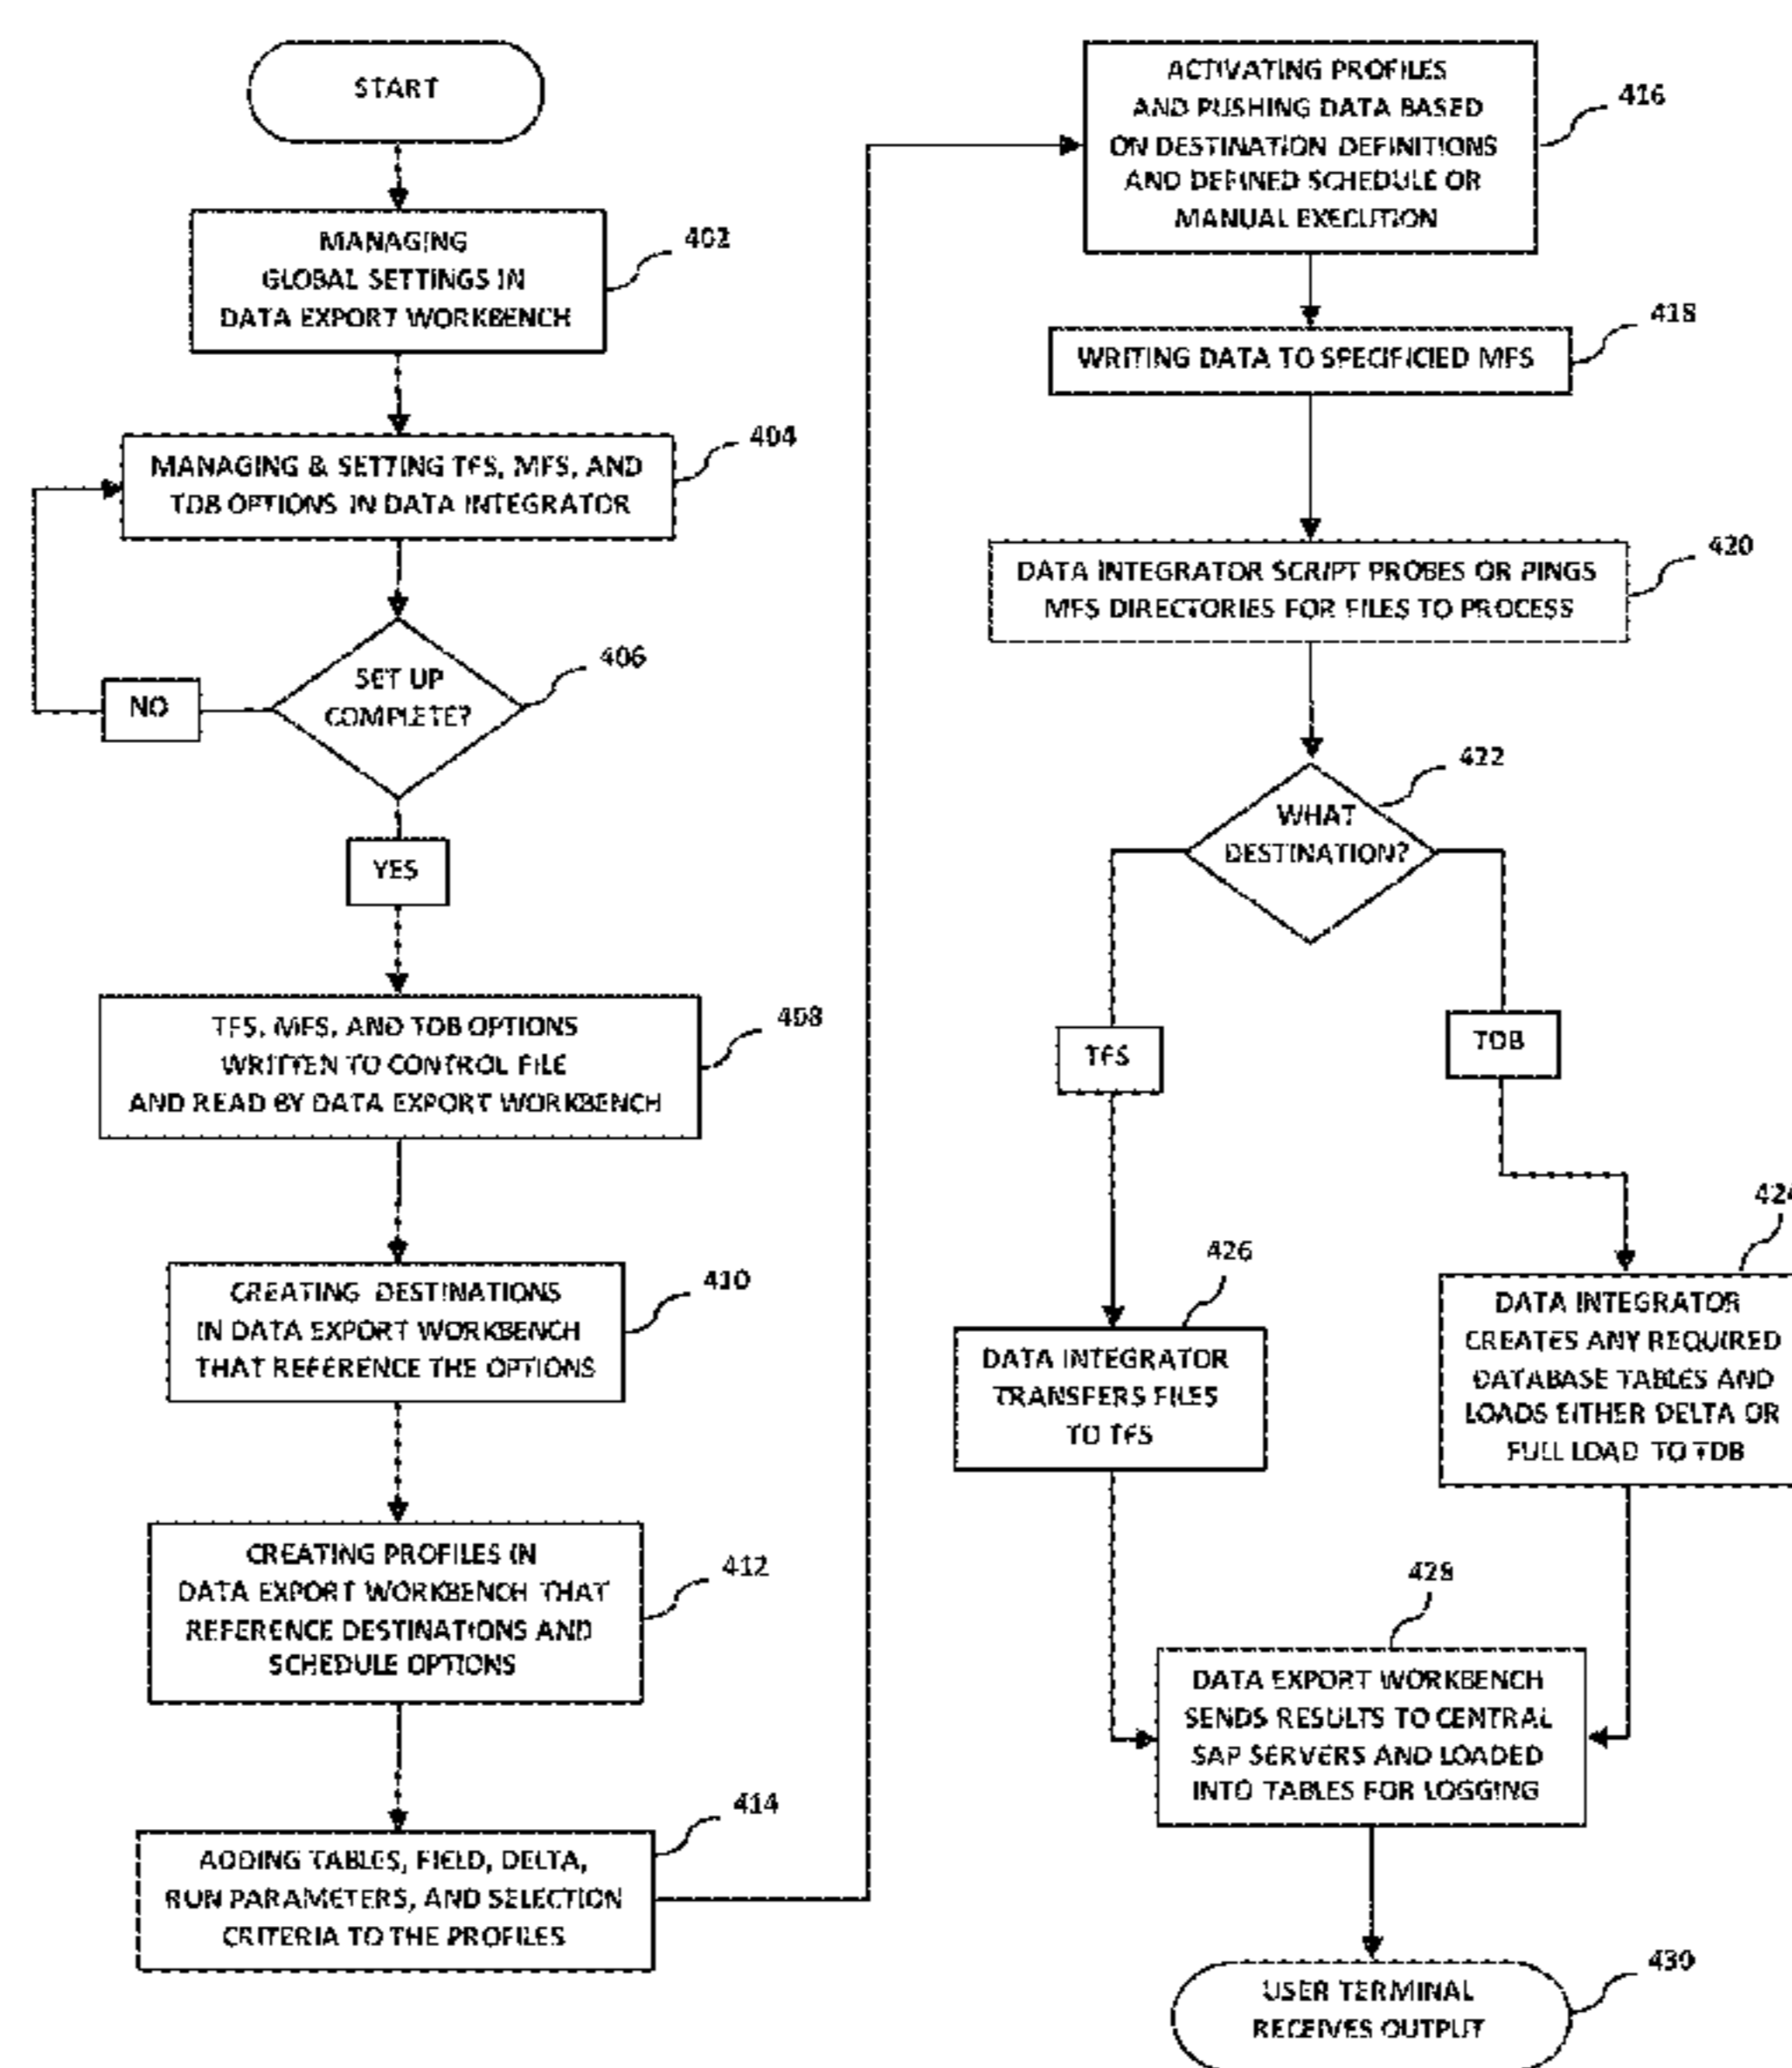 START
MANAGING
GLOBAL SETTINGS IN
DATA EXPORT WORKBENCH
402
MANAGING & SETTING TFS, MFS, AND
TDB OPTIONS IN DATA INTEGRATOR
404
SET UP
COMPLETE?
406
NO
YES
TFS, MFS, AND TDB OPTIONS
WRITTEN TO CONTROL FILE
AND READ BY DATA EXPORT WORKBENCH
408
CREATING DESTINATIONS
IN DATA EXPORT WORKBENCH
THAT REFERENCE THE OPTIONS
410
CREATING PROFILES IN
DATA EXPORT WORKBENCH THAT
REFERENCE DESTINATIONS AND
SCHEDULE OPTIONS
412
ADDING TABLES, FIELD, DELTA,
RUN PARAMETERS, AND SELECTION
CRITERIA TO THE PROFILES
414
ACTIVATING PROFILES
AND PUSHING DATA BASED
ON DESTINATION DEFINITIONS
AND DEFINED SCHEDULE OR
MANUAL EXECUTION
416
WRITING DATA TO SPECIFICIED MFS
418
DATA INTEGRATOR SCRIPT PROBES OR PINGS
MFS DIRECTORIES FOR FILES TO PROCESS
420
WHAT
DESTINATION?
422
TFS
TDB
DATA INTEGRATOR
TRANSFERS FILES
TO TFS
426
DATA INTEGRATOR
CREATES ANY REQUIRED
DATABASE TABLES AND
LOADS EITHER DELTA OR
FULL LOAD TO TDB
424
DATA EXPORT WORKBENCH
SENDS RESULTS TO CENTRAL
SAP SERVERS AND LOADED
INTO TABLES FOR LOGGING
428
USER TERMINAL
RECEIVES OUTPUT
430